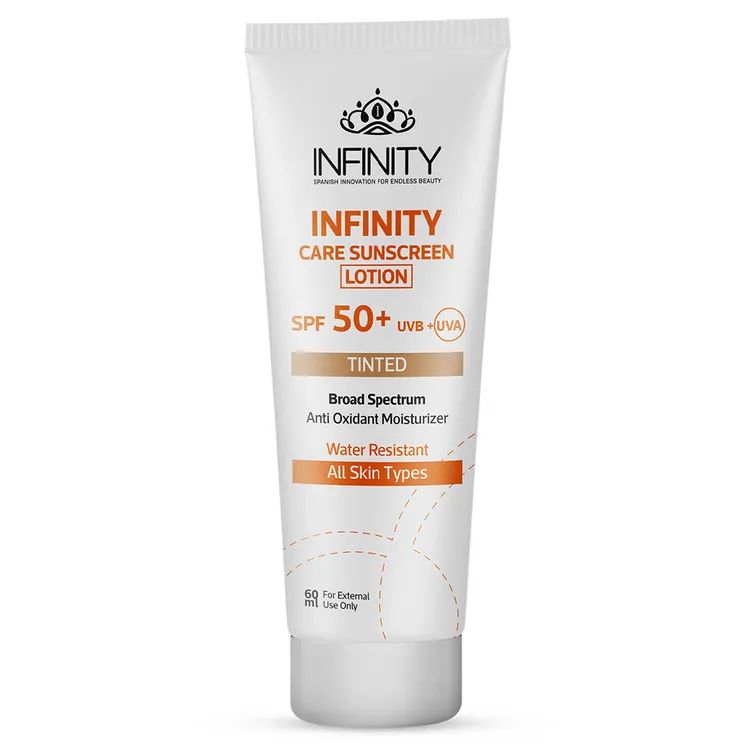 INFINITY
SPANISH INNOVATION FOR ENDLESS BEAUTY
INFINITY
CARE SUNSCREEN
LOTION
SPF 50+ UVB + UVA
TINTED
Broad Spectrum
Anti Oxidant Moisturizer
Water Resistant
All Skin Types
60 ml For External
Use Only